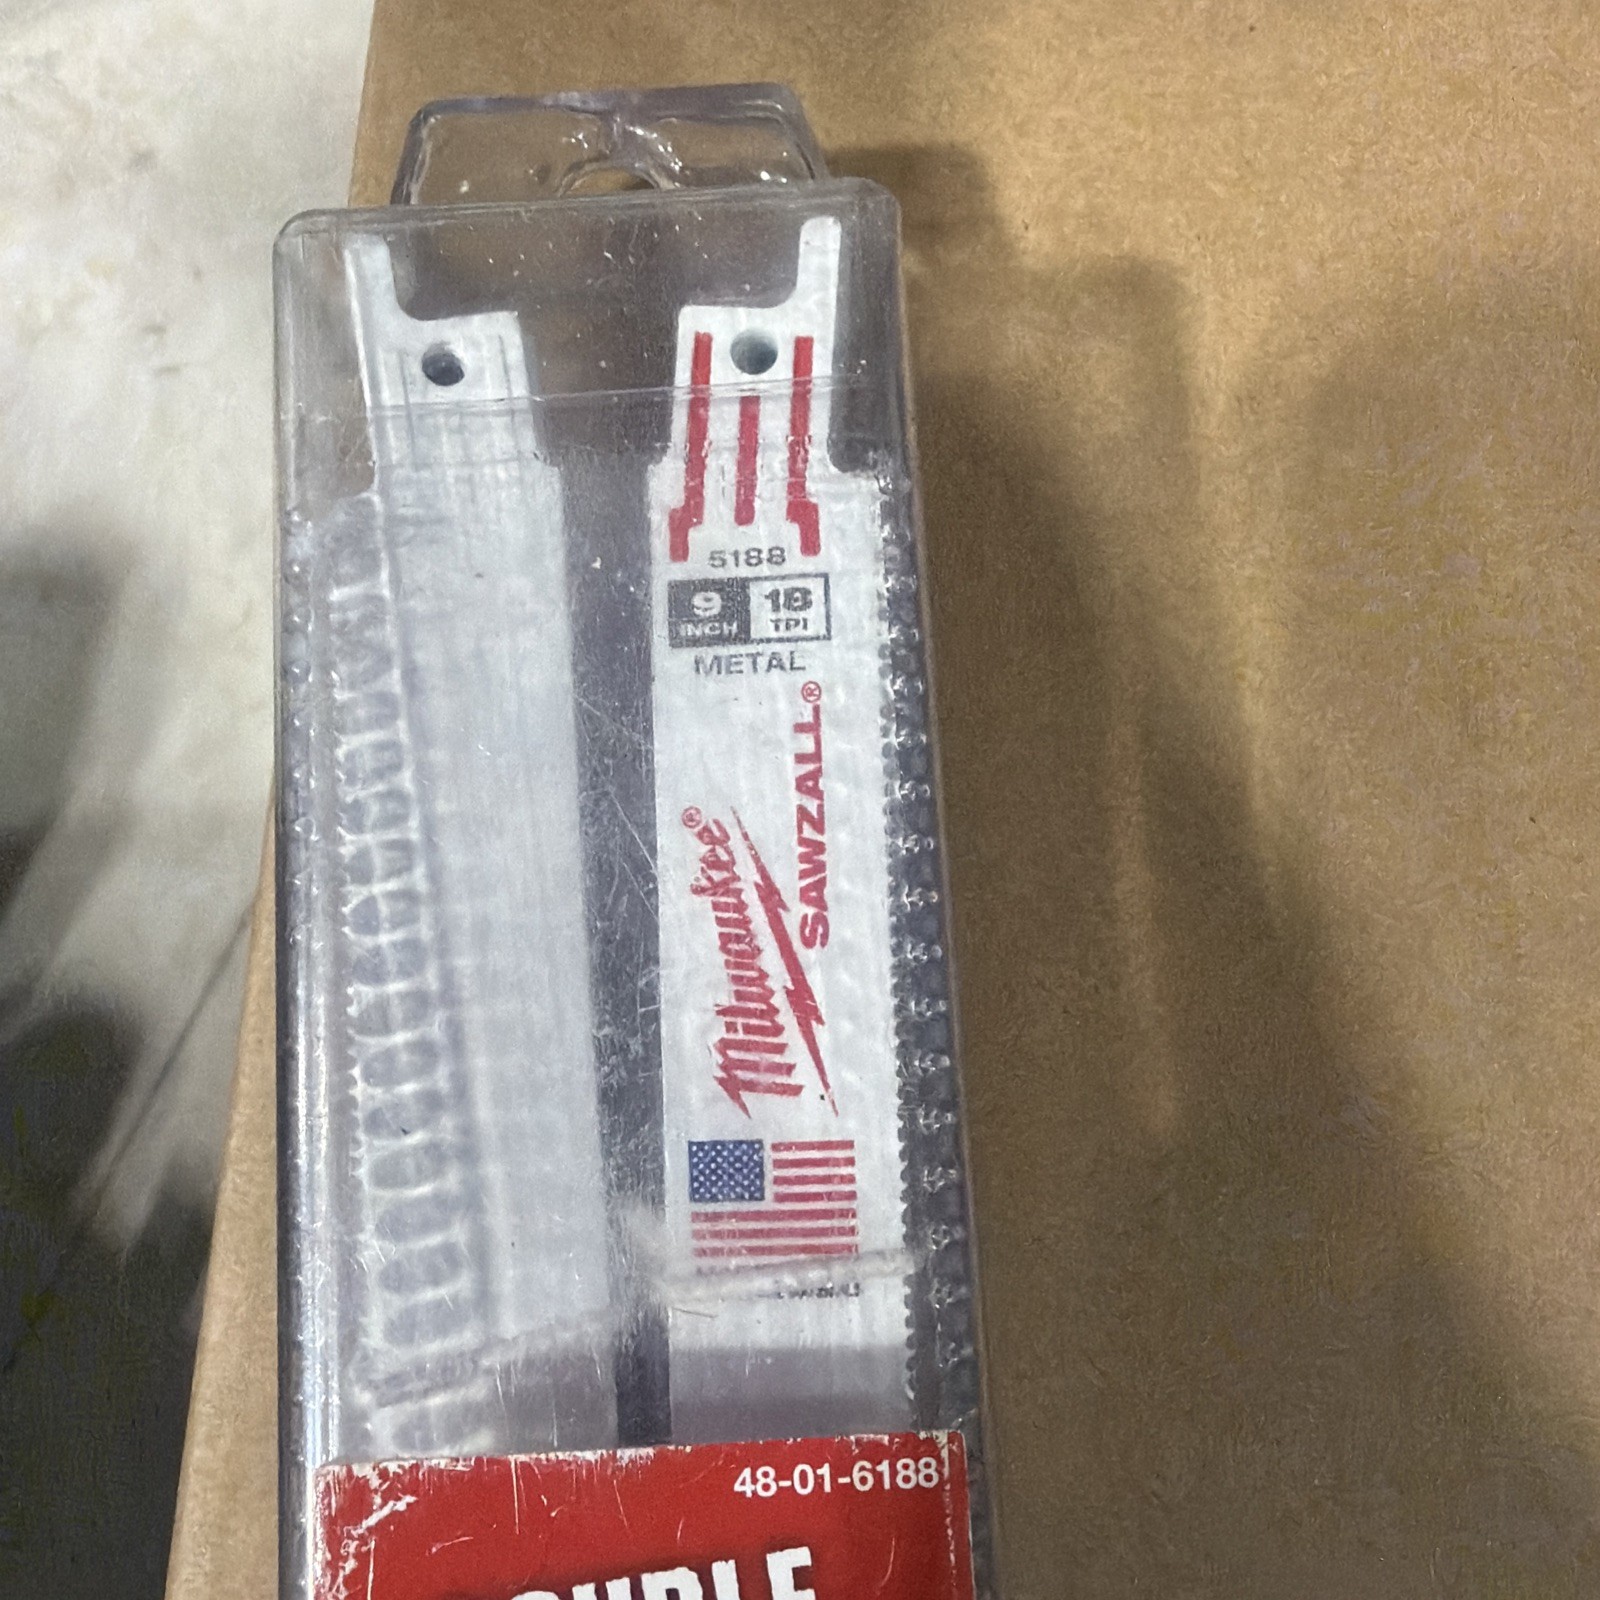 5188
9 18
INCH TPI
METAL
Milwaukee®
SAWZALL®
48-01-6188